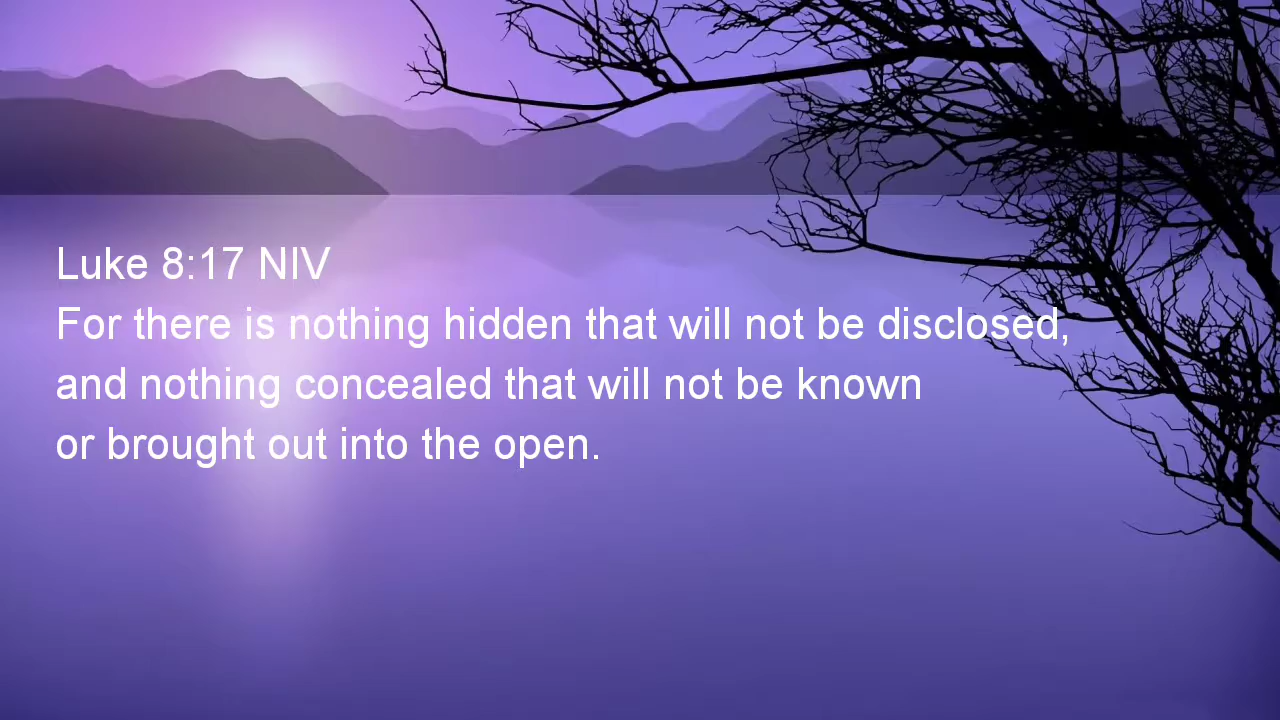 Luke 8:17 NIV
For there is nothing hidden that will not be disclosed,
and nothing concealed that will not be known
or brought out into the open.